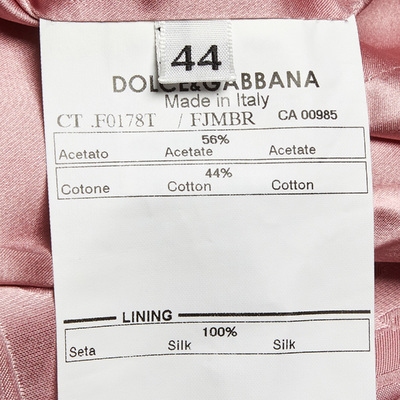 44
DOLCE&GABBANA
Made in Italy
CT .F0178T / FJMBR CA 00985
56%
Acetato Acetate Acetate
44%
Cotone Cotton Cotton
LINING
100%
Seta Silk Silk